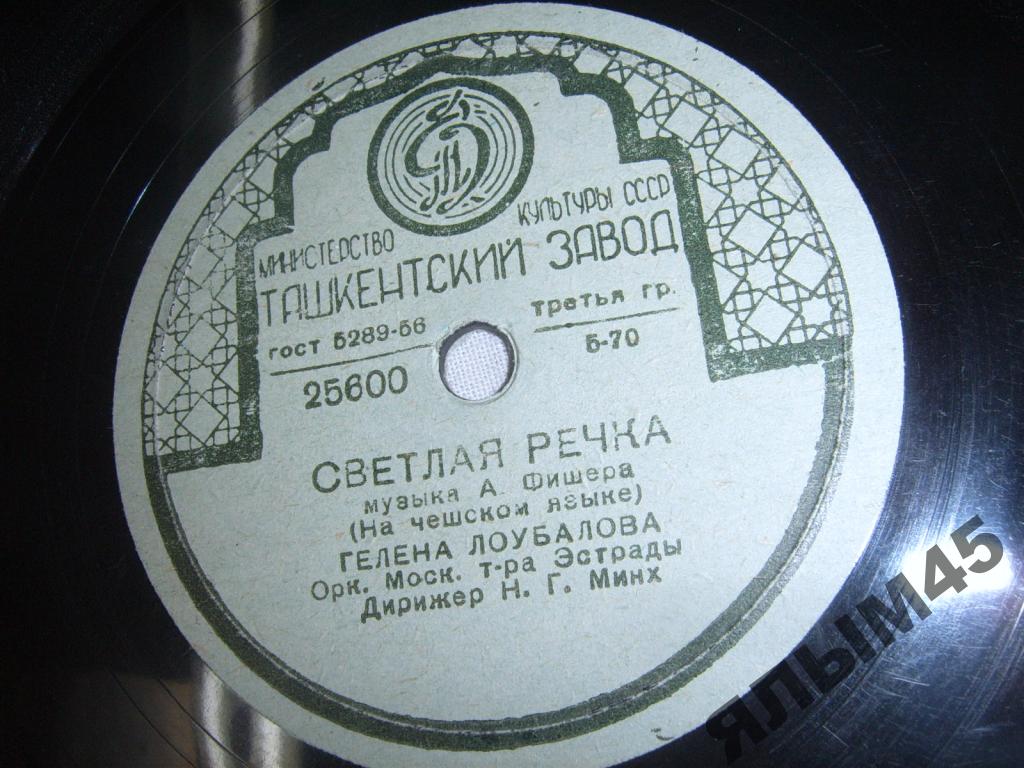 МИНИСТЕРСТВО КУЛЬТУРЫ СССР
ТАШКЕНТСКИЙ ЗАВОД
гост 5289-56
25600
третья гр.
5-70
СВЕТЛАЯ РЕЧКА
музыка А. Фишера
(На чешском языке)
ГЕЛЕНА ЛОУБАЛОВА
Орк. Моск. т-ра Эстрады
Дирижер Н. Г. Минх
ЯЛЫМ45